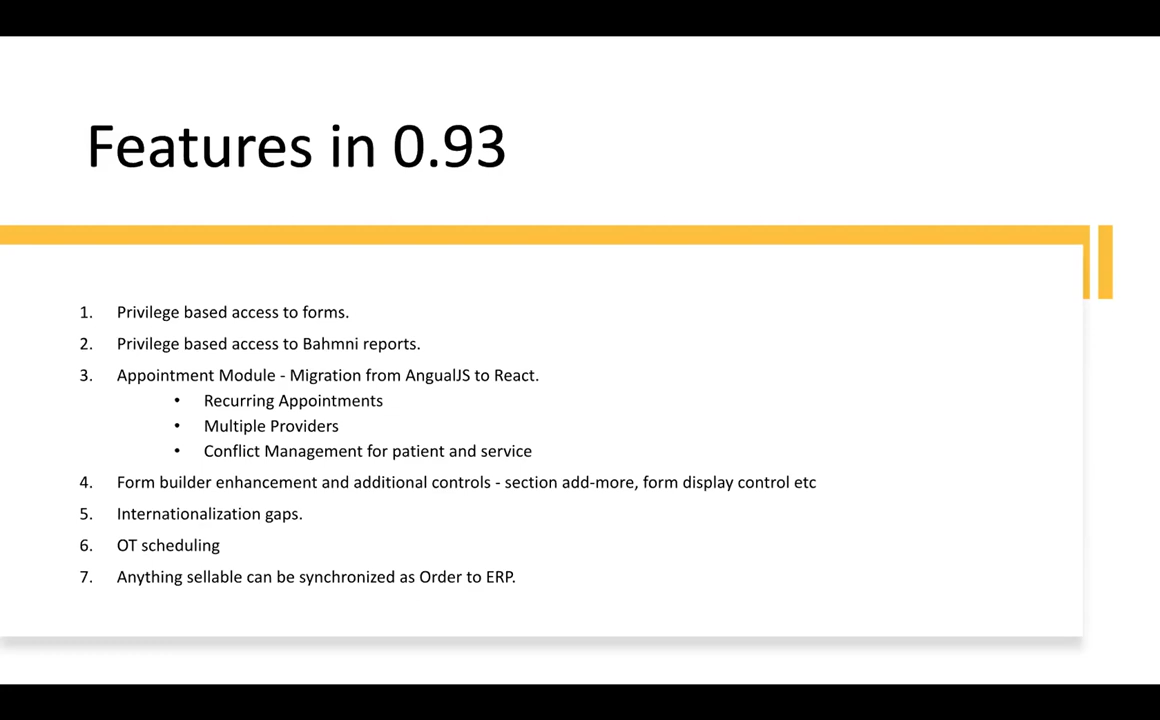 Features in 0.93
1. Privilege based access to forms.
2. Privilege based access to Bahmni reports.
3. Appointment Module - Migration from AngualJS to React.
• Recurring Appointments
• Multiple Providers
• Conflict Management for patient and service
4. Form builder enhancement and additional controls - section add-more, form display control etc
5. Internationalization gaps.
6. OT scheduling
7. Anything sellable can be synchronized as Order to ERP.